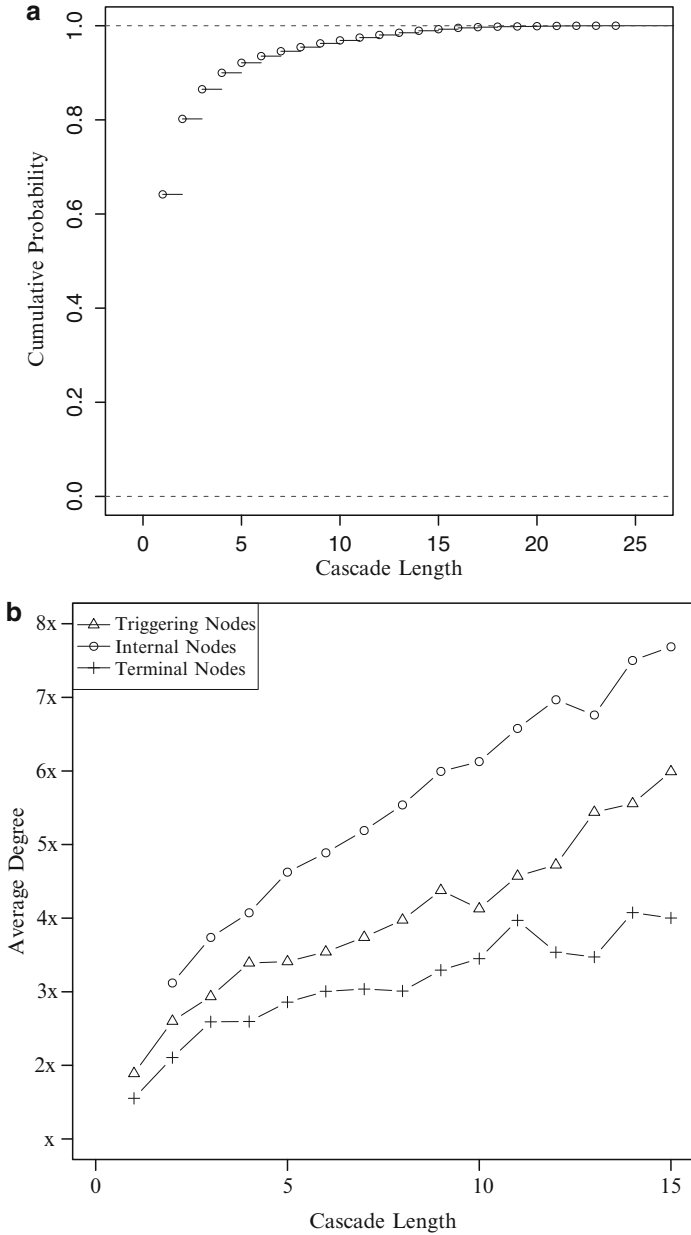 a
Cumulative Probability
1.0
0.8
0.6
0.4
0.2
0.0
0 5 10 15 20 25
Cascade Length
b
Triggering Nodes
Internal Nodes
Terminal Nodes
Average Degree
8x
7x
6x
5x
4x
3x
2x
x
0 5 10 15
Cascade Length